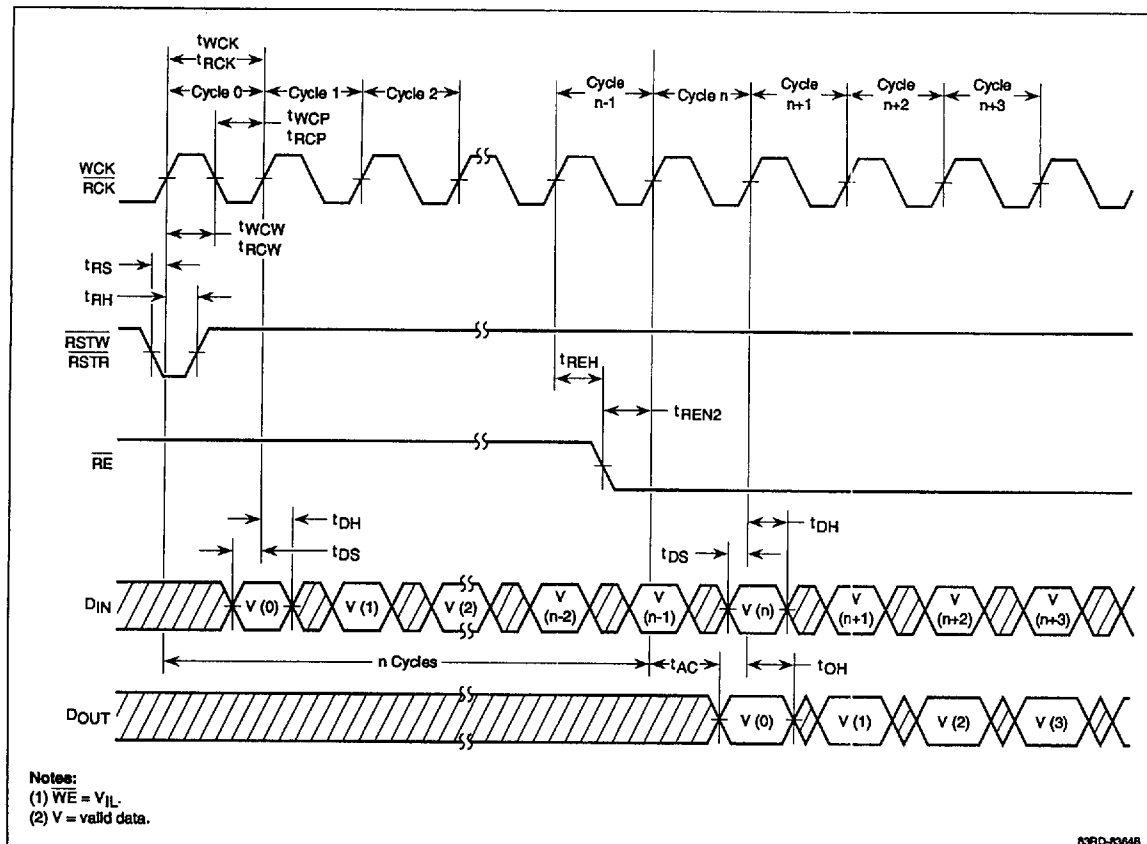 tWCK
tRCK
Cycle 0 Cycle 1 Cycle 2 Cycle n-1 Cycle n Cycle n+1 Cycle n+2 Cycle n+3
tWCP
tRCP
WCK
RCK
tWCW
tRCW
tRS
tRH
RSTW
RSTR
tREH
tREN2
RE
tDH tDH
tDS tDS
DIN V (0) V (1) V (2) V (n-2) V (n-1) V (n) V (n+1) V (n+2) V (n+3)
n Cycles tAC tOH
DOUT V (0) V (1) V (2) V (3)
Notes:
(1) WE = VIL.
(2) V = valid data.
83RD-8364B